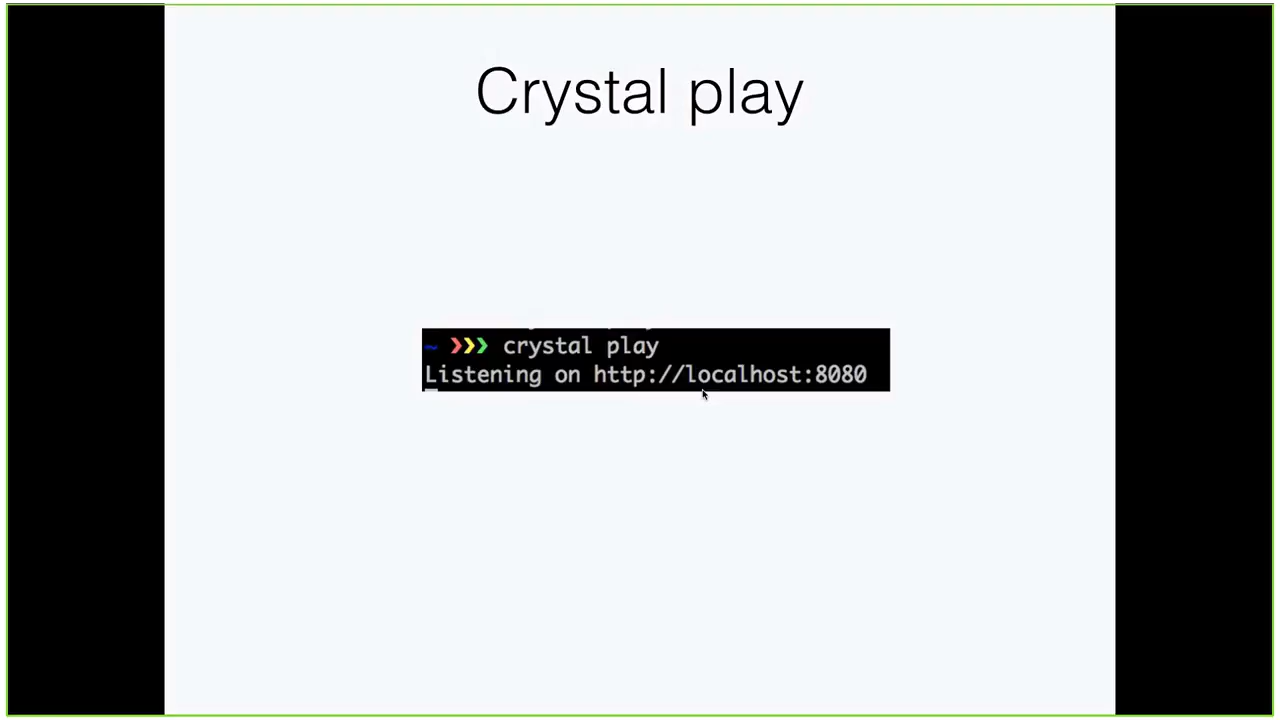 Crystal play
~ ❯❯❯ crystal play
Listening on http://localhost:8080